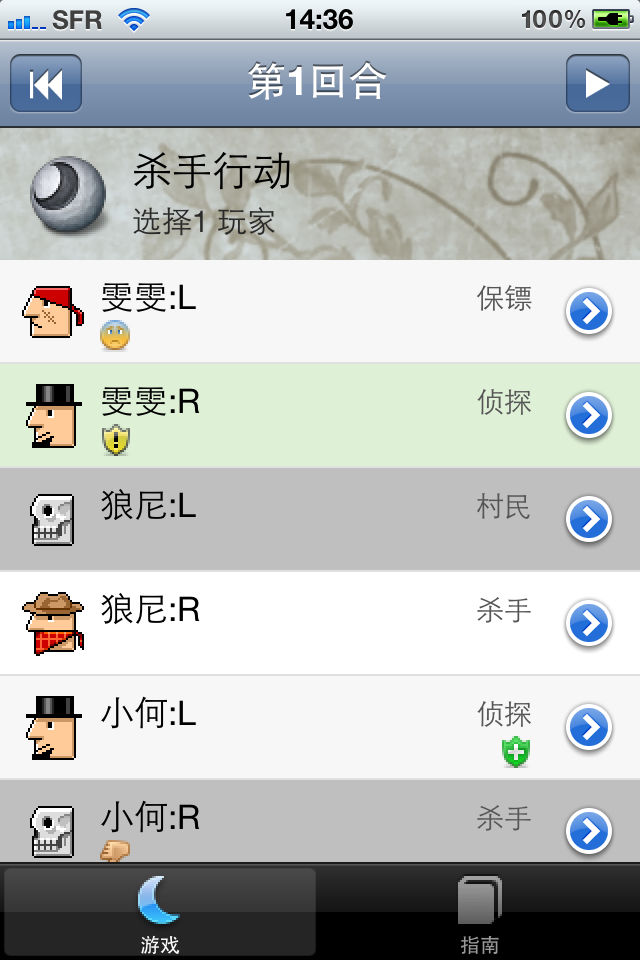 SFR 14:36 100%
第1回合
杀手行动
选择1 玩家
雯雯:L 保镖
雯雯:R 侦探
狼尼:L 村民
狼尼:R 杀手
小何:L 侦探
小何:R 杀手
游戏 指南